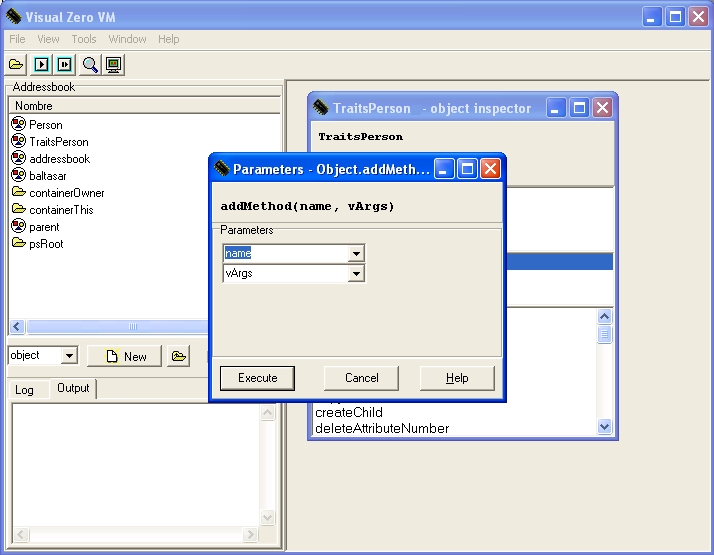 Visual Zero VM
File View Tools Window Help
Addressbook
Nombre
Person
TraitsPerson
addressbook
baltasar
containerOwner
containerThis
parent
psRoot
object
New
Log
Output
TraitsPerson - object inspector
TraitsPerson
Parameters - Object.addMeth...
addMethod(name, vArgs)
Parameters
name
vArgs
Execute
Cancel
Help
createChild
deleteAttributeNumber